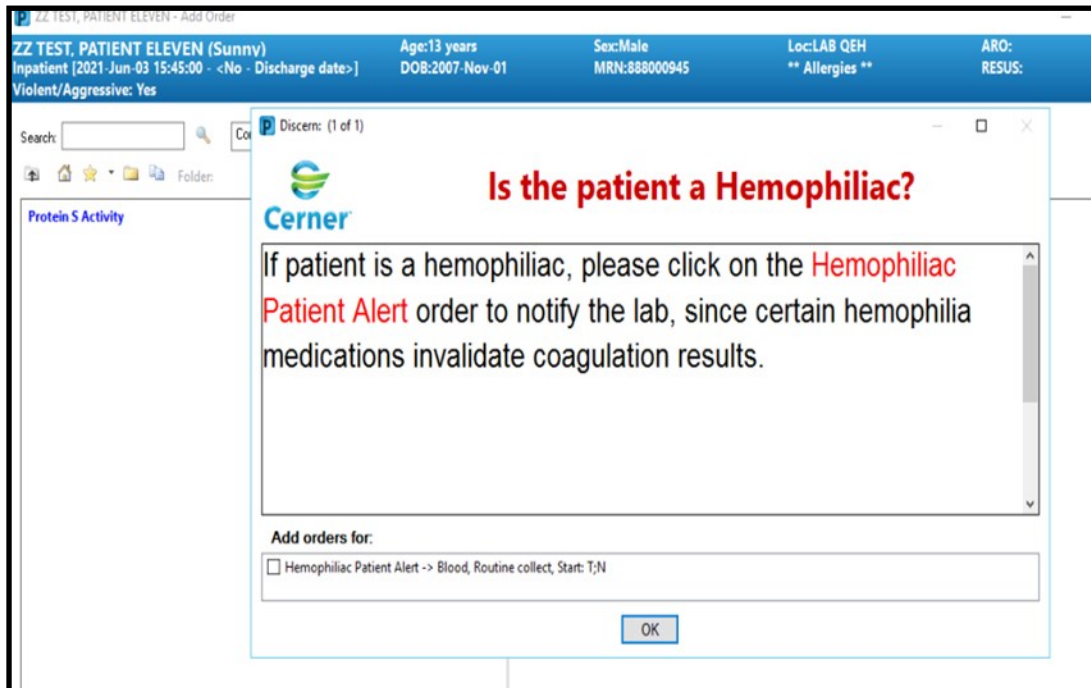 ZZ TEST, PATIENT ELEVEN - Add Order
ZZ TEST, PATIENT ELEVEN (Sunny) Age:13 years Sex:Male Loc:LAB QEH ARO:
Inpatient [2021-Jun-03 15:45:00 - <No - Discharge date>] DOB:2007-Nov-01 MRN:888000945 ** Allergies ** RESUS:
Violent/Aggressive: Yes
Search:
Folder:
Protein S Activity
Discern: (1 of 1)
Cerner
Is the patient a Hemophiliac?
If patient is a hemophiliac, please click on the Hemophiliac
Patient Alert order to notify the lab, since certain hemophilia
medications invalidate coagulation results.
Add orders for:
Hemophiliac Patient Alert -> Blood, Routine collect, Start: T;N
OK